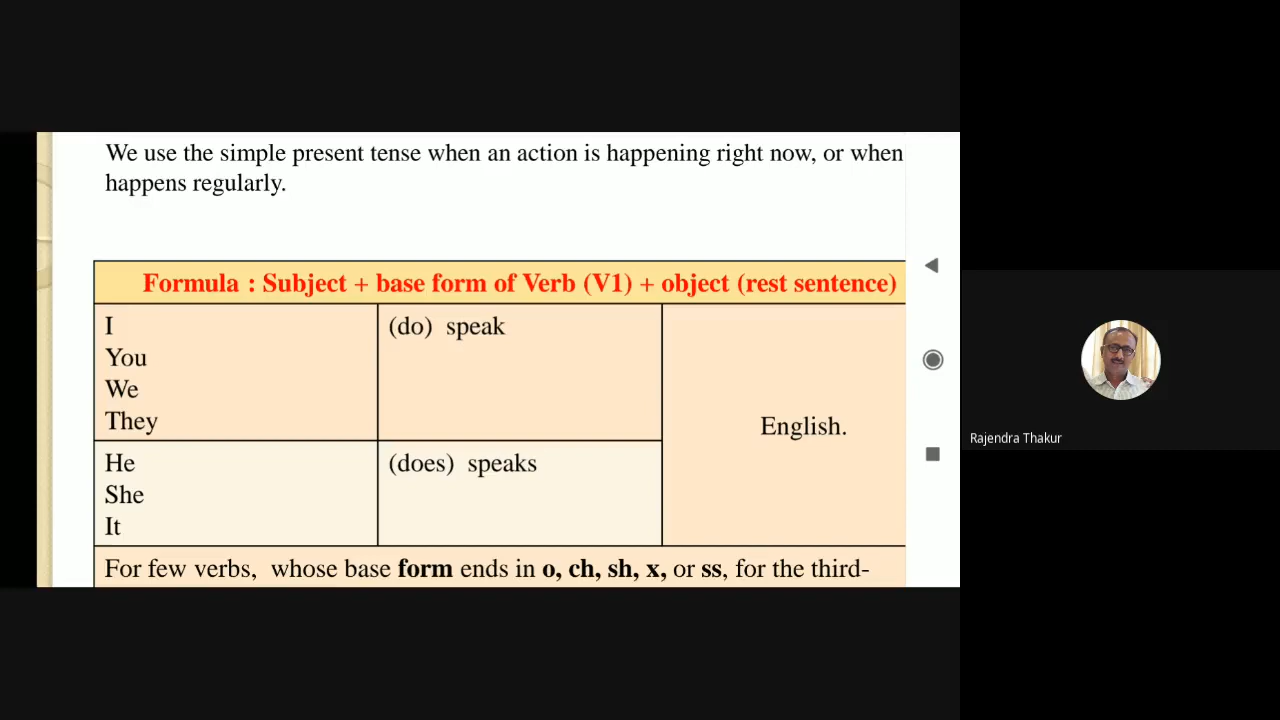 We use the simple present tense when an action is happening right now, or when
happens regularly.
Formula : Subject + base form of Verb (V1) + object (rest sentence)
I
You
We
They
(do) speak
English.
He
She
It
(does) speaks
For few verbs, whose base form ends in o, ch, sh, x, or ss, for the third-
Rajendra Thakur